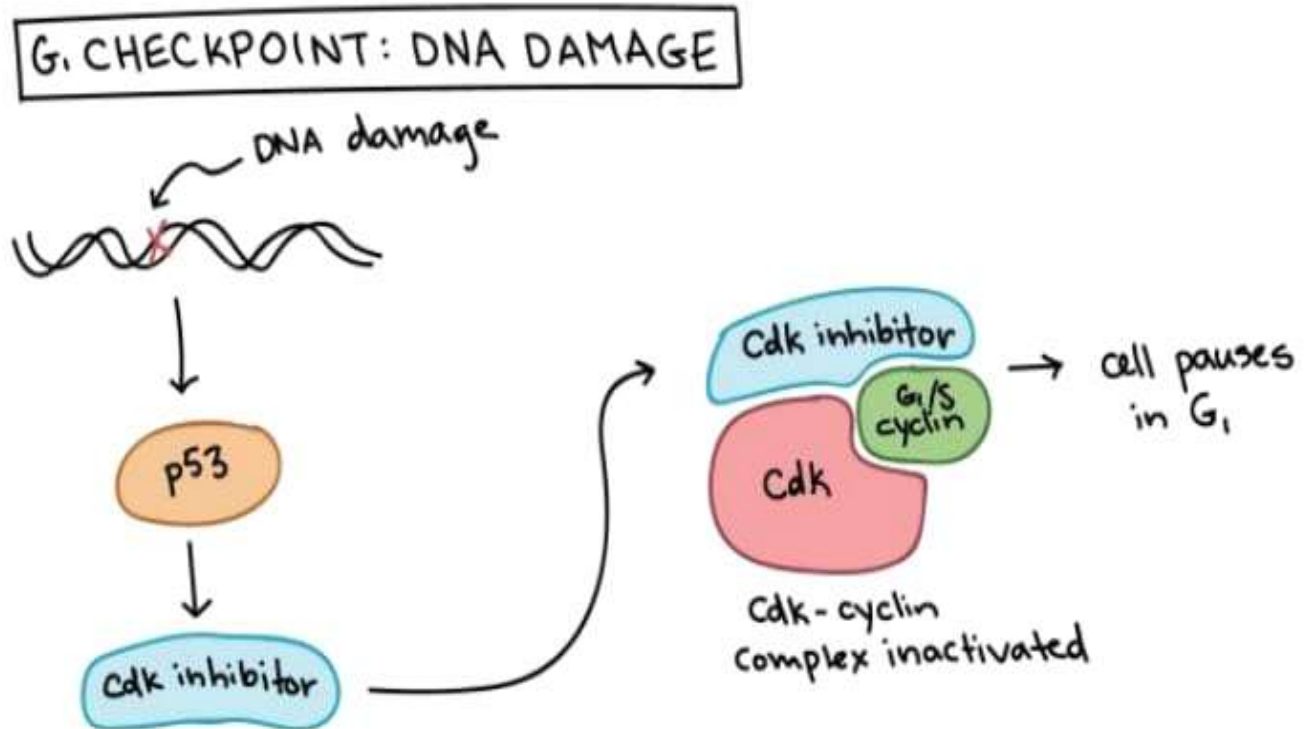 G₁ CHECKPOINT: DNA DAMAGE
DNA damage
p53
Cdk inhibitor
Cdk inhibitor
G₁/S
cyclin
Cdk
Cdk-cyclin
complex inactivated
cell pauses
in G₁